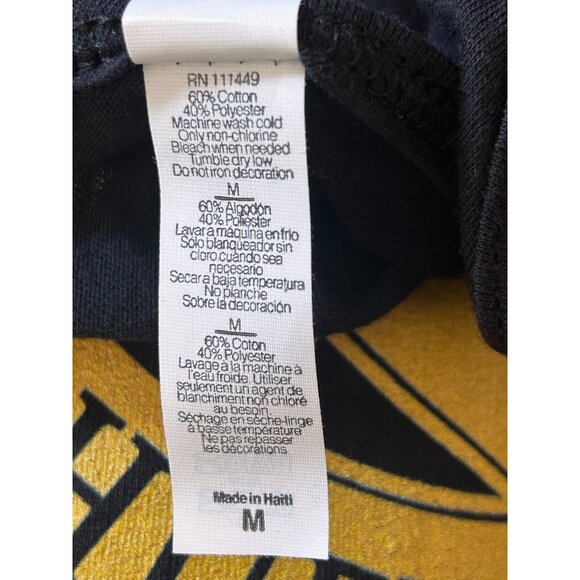 RN 111449
60% Cotton
40% Polyester
Machine wash cold
Only non-chlorine
Bleach when needed
Tumble dry low
Do not iron decoration
M
60% Algodón
40% Poliester
Lavar a máquina en frio
Sólo blanqueador sin
cloro cuando sea
necesario
Secar a baja temperatura
No planche
Sobre la decoración
M
60% Coton
40% Polyester
Lavage à la machine à
l'eau froide. Utiliser
seulement un agent de
blanchiment non chloré
au besoin.
Séchage en sèche-linge
à basse température
Ne pas repasser
les décorations
Made in Haiti
M